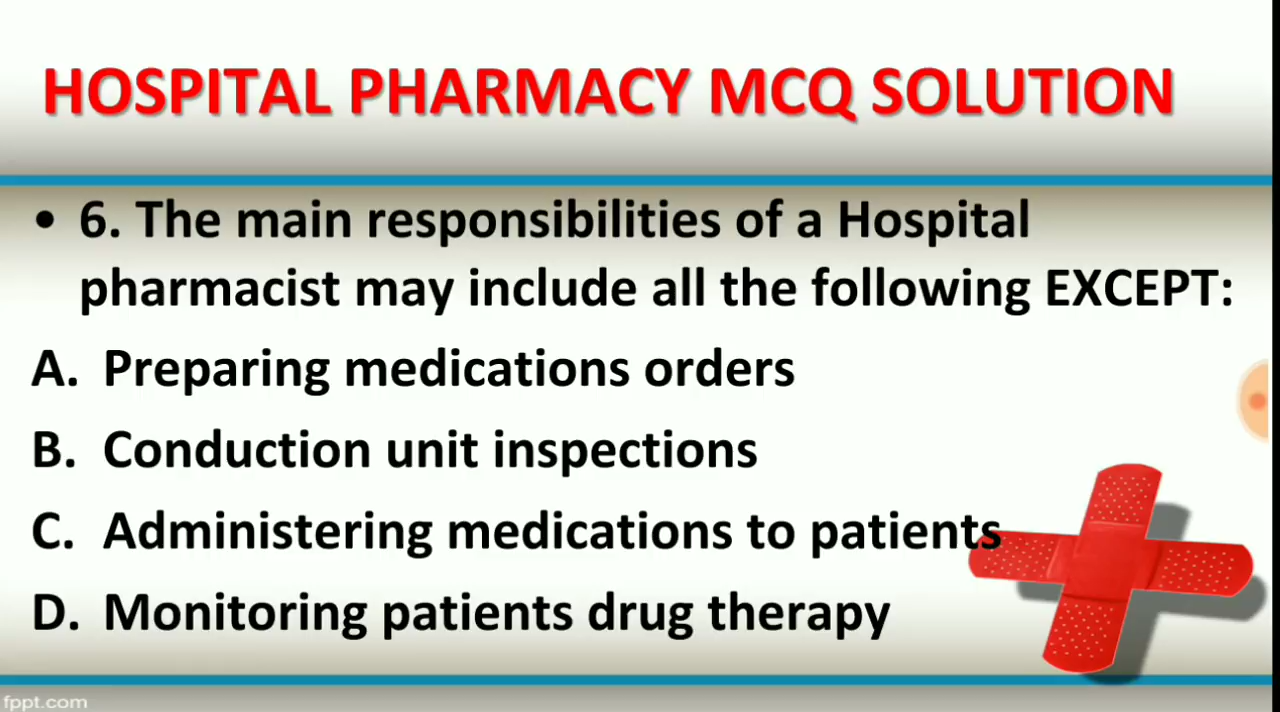 HOSPITAL PHARMACY MCQ SOLUTION
• 6. The main responsibilities of a Hospital
pharmacist may include all the following EXCEPT:
A. Preparing medications orders
B. Conduction unit inspections
C. Administering medications to patients
D. Monitoring patients drug therapy
fppt.com